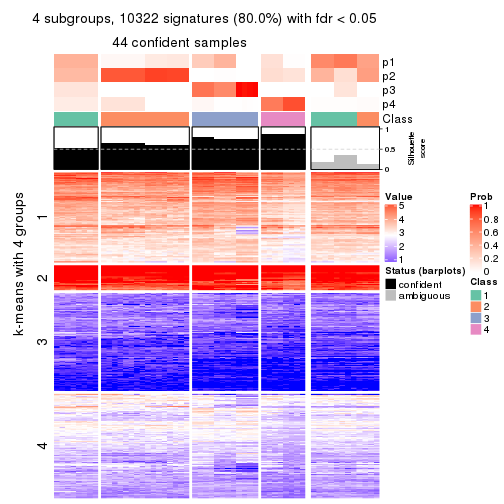 4 subgroups, 10322 signatures (80.0%) with fdr < 0.05
44 confident samples
p1
p2
p3
p4
Class
1
0.5
0
Silhouette
score
k-means with 4 groups
1
2
3
4
Value
5
4
3
2
1
Prob
1
0.8
0.6
0.4
0.2
0
Status (barplots)
confident
ambiguous
Class
1
2
3
4